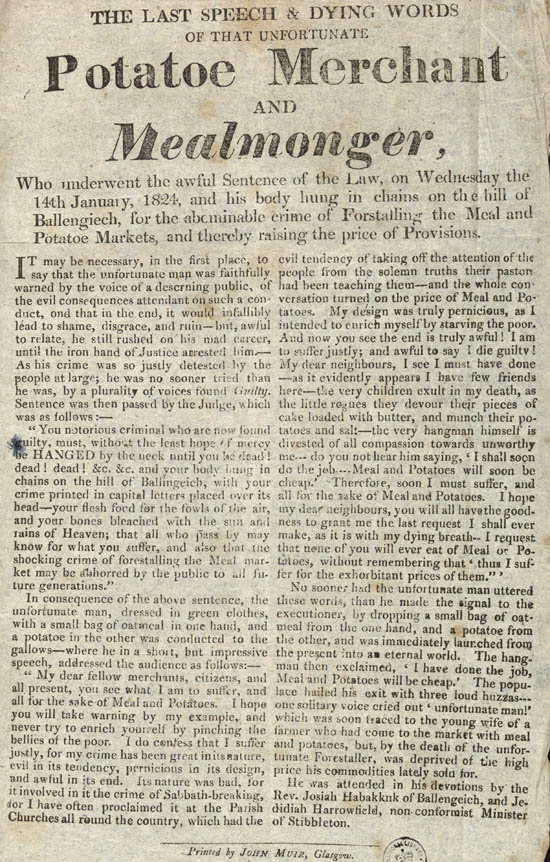 THE LAST SPEECH & DYING WORDS
OF THAT UNFORTUNATE
Potatoe Merchant
AND
Mealmonger,
Who underwent the awful Sentence of the Law, on Wednesday the
14th January, 1824, and his body hung in chains on the hill of
Ballengiech, for the abominable crime of Forstalling the Meal and
Potatoe Markets, and thereby raising the price of Provisions.
IT may be necessary, in the first place, to
say that the unfortunate man was faithfully
warned by the voice of a descrning public, of
the evil consequences attendant on such a con-
duct, ond that in the end, it would infallibly
lead to shame, disgrace, and ruin—but, awful
to relate, he still rushed on his mad career,
until the iron hand of Justice arrested him.—
As his crime was so justly detested by the
people at large; he was no sooner tried than
he was, by a plurality of voices found Guilty.
Sentence was then passed by the Judge, which
was as follows:—
" You notorious criminal who are now found
guilty, must, without the least hope of mercy
be HANGED by the neck until you be dead!
dead! dead! &c. &c. and your body hung in
chains on the hill of Ballingeich, with your
crime printed in capital letters placed over its
head—your flesh food for the fowls of the air,
and your bones bleached with the sun and
rains of Heaven; that all who pass by may
know for what you suffer, and also that the
shocking crime of forestalling the Meal mar-
ket may be abhorred by the public to all fu-
ture generations."
In consequence of the above sentence, the
unfortunate man, dressed in green clothes,
with a small bag of oatmeal in one hand, and
a potatoe in the other was conducted to the
gallows—where he in a short, but impressive
speech, addressed the audience as follows:—
" My dear fellow merchants, citizens, and
all present, you see what I am to suffer, and
all for the sake of Meal and Potatoes. I hope
you will take warning by my example, and
never try to enrich yourself by pinching the
bellies of the poor. I do confess that I suffer
justly, for my crime has been great in its nature,
evil in its tendency, pernicious in its design,
and awful in its end. Its nature was bad, for
it involved in it the crime of Sabbath-breaking,
for I have often proclaimed it at the Parish
Churches all round the country, which had the
evil tendency of taking off the attention of the
people from the solemn truths their pastors
had been teaching them—and the whole con-
versation turned on the price of Meal and Po-
tatoes. My design was truly pernicious, as I
intended to enrich myself by starving the poor.
And now you see the end is truly awful! I am
to suffer justly; and awful to say I die guilty!
My dear neighbours, I see I must have done
—as it evidently appears I have few friends
here—the very children exult in my death, as
the little rogues they devour their pieces of
cake loaded with butter, and munch their po-
tatoes and salt—the very hangman himself is
divested of all compassion towards unworthy
me--- do you not hear him saying, ' I shall soon
do the job---Meal and Potatoes will soon be
cheap.' Therefore, soon I must suffer, and
all for the sake of Meal and Potatoes. I hope
my dear neighbours, you will all have the good-
ness to grant me the last request I shall ever
make, as it is with my dying breath-- I request
that none of you will ever eat of Meal or Po-
tatoes, without remembering that ' thus I suf-
fer for the exhorbitant prices of them." '
No sooner had the unfortunate man uttered
these words, than he made the signal to the
executioner, by dropping a small bag of oat-
meal from the one hand, and a potatoe from
the other, and was immediately launched from
the present into an eternal world. The hang-
man then exclaimed, ' I have done the job,
Meal and Potatoes will be cheap.' The popu-
lace hailed his exit with three loud huzzas---
one solitary voice cried out ' unfortunate man!'
which was soon traced to the young wife of a
farmer who had come to the market with meal
and potatoes, but, by the death of the unfor-
tunate Forestaller, was deprived of the high
price his commodities lately sold for.
He was attended in his devotions by the
Rev. Josiah Habakkuk of Ballengeich, and Je-
didiah Harrowfield, non-conformist Minister
of Stibbleton.
Printed by JOHN MUIR, Glasgow.